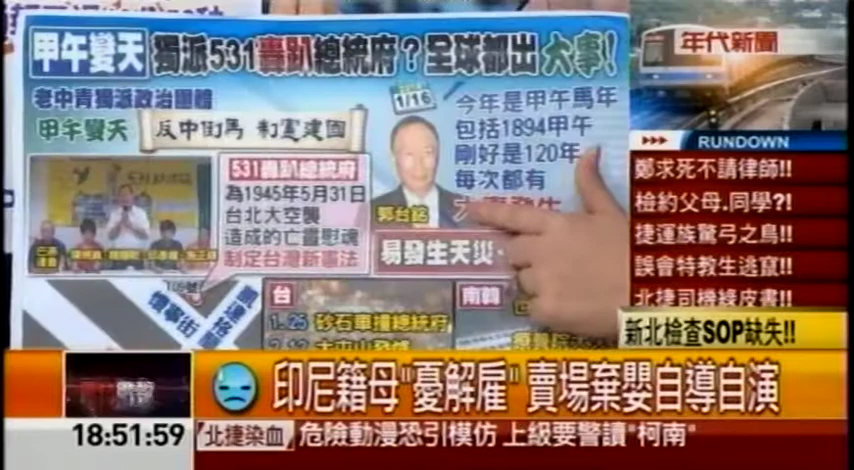 甲午變天 獨派531轟趴總統府?全球都出大事!
老中青獨派政治團體
甲午變天 反中倒馬 制憲建國
1/16
今年是甲午馬年
包括1894甲午
剛好是120年
每次都有
大事發生
郭台銘
531轟趴總統府
為1945年5月31日
台北大空襲
造成的亡靈慰魂
制定台灣新憲法
易發生天災
懷寧街
台
1.25 砂石車撞總統府
南韓
年代新聞
RUNDOWN
鄭求死不請律師!!
檢約父母.同學?!
捷運族驚弓之鳥!!
誤會特教生逃竄!!
北捷司機綠皮書!!
新北檢查SOP缺失!!
印尼籍母"憂解雇" 賣場棄嬰自導自演
18:51:59
北捷染血 危險動漫恐引模仿 上級要警讀"柯南"